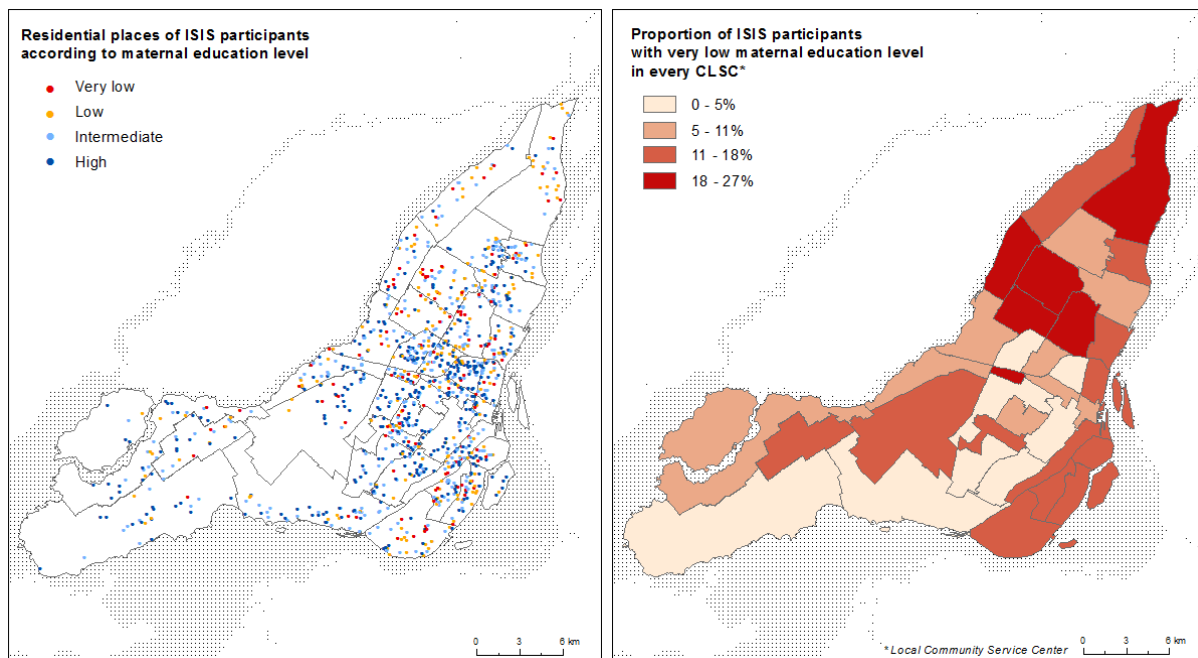 Residential places of ISIS participants
according to maternal education level
Very low
Low
Intermediate
High
0 3 6 km
Proportion of ISIS participants
with very low maternal education level
in every CLSC*
0 - 5%
5 - 11%
11 - 18%
18 - 27%
* Local Community Service Center
0 3 6 km